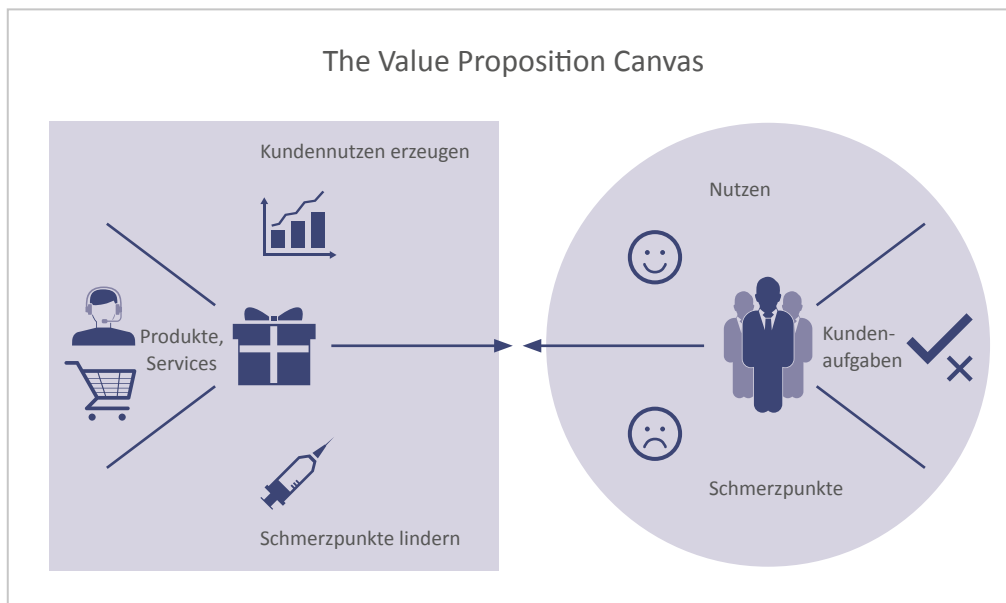 The Value Proposition Canvas
Kundennutzen erzeugen
Produkte,
Services
Schmerzpunkte lindern
Nutzen
Kunden-
aufgaben
Schmerzpunkte